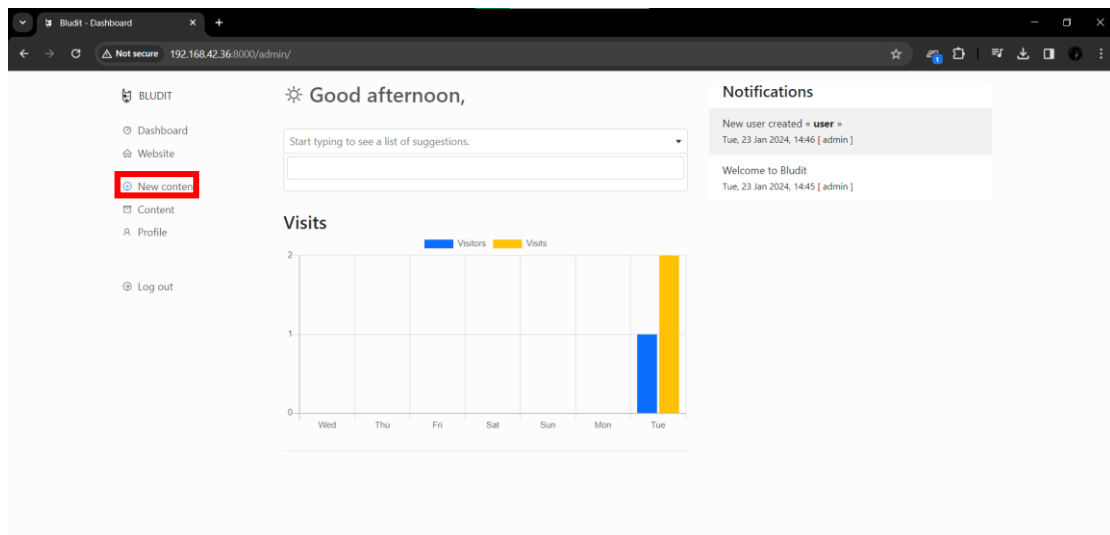 Bludit - Dashboard
Not secure 192.168.42.36:8000/admin/
1
BLUDIT
Dashboard
Website
New conten
Content
Profile
Log out
Good afternoon,
Start typing to see a list of suggestions.
Visits
Visitors Visits
2
1
0
Wed Thu Fri Sat Sun Mon Tue
Notifications
New user created « user »
Tue, 23 Jan 2024, 14:46 [ admin ]
Welcome to Bludit
Tue, 23 Jan 2024, 14:45 [ admin ]